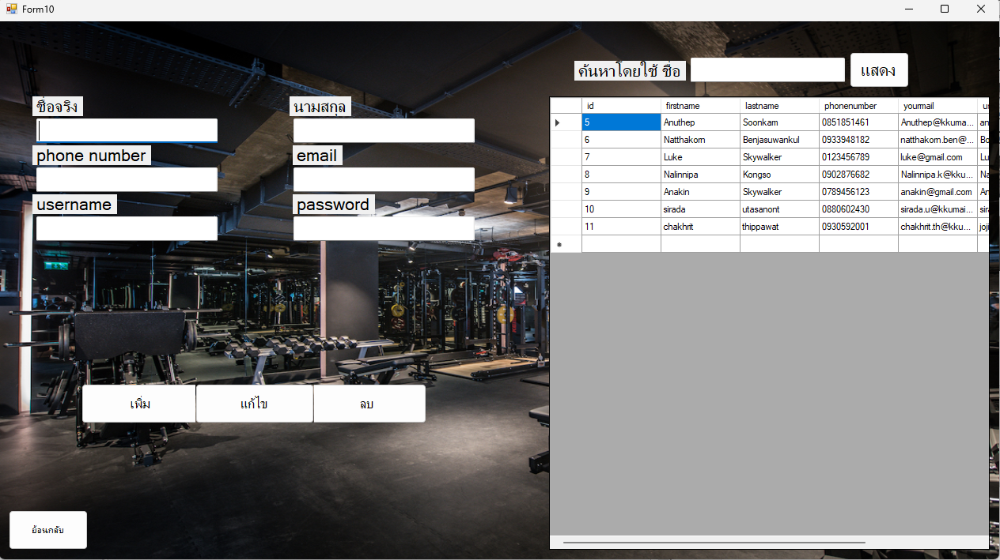 Form10
ค้นหาโดยใช้ ชื่อ แสดง
ชื่อจริง นามสกุล
phone number email
username password
เพิ่ม แก้ไข ลบ
ย้อนกลับ
id firstname lastname phonenumber yourmail us
5 Anuthep Soonkam 0851851461 Anuthep@kkuma... an
6 Natthakorn Benjasuwankul 0933948182 natthakorn.ben@... Bo
7 Luke Skywalker 0123456789 luke@gmail.com Lu
8 Nalinnipa Kongso 0902876682 Nalinnipa.k@kku... Na
9 Anakin Skywalker 0789456123 anakin@gmail.com An
10 sirada utasanont 0880602430 sirada.u@kkumai... sira
11 chakhrit thippawat 0930592001 chakhrit.th@kku... joji